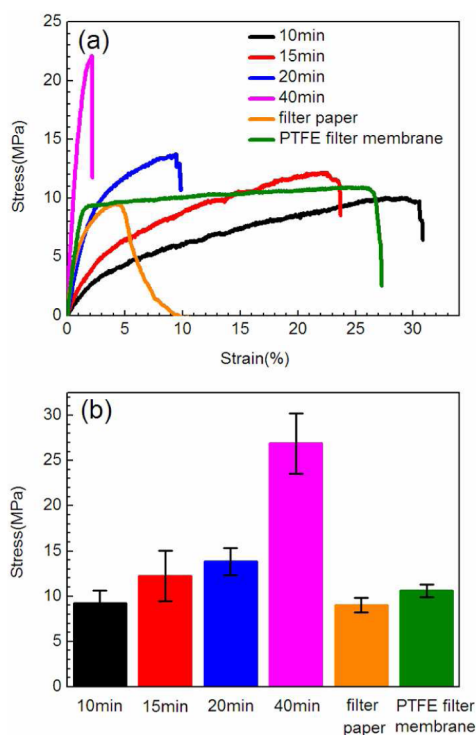 (a)
10min
15min
20min
40min
filter paper
PTFE filter membrane
25
20
15
10
5
0
Stress(MPa)
0 5 10 15 20 25 30
Strain(%)
(b)
30
25
20
15
10
5
0
Stress(MPa)
10min 15min 20min 40min filter PTFE filter
paper membrane